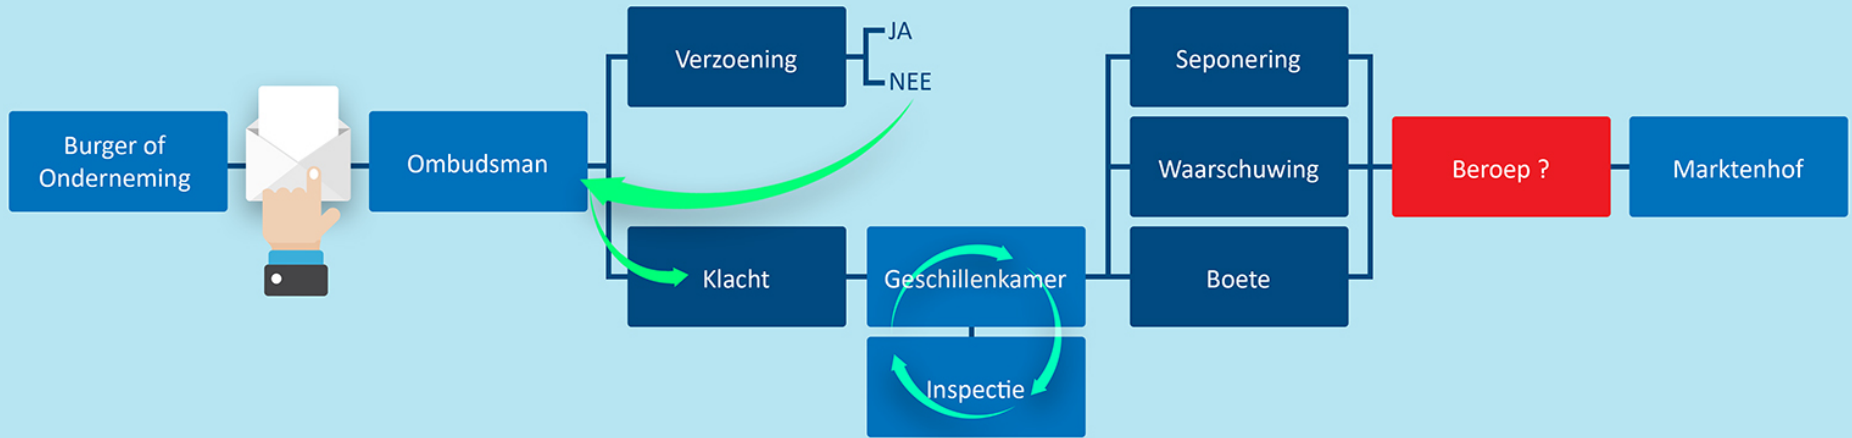 Burger of
Onderneming
Ombudsman
Verzoening
JA
NEE
Klacht
Geschillenkamer
Inspectie
Seponering
Waarschuwing
Boete
Beroep ?
Marktenhof